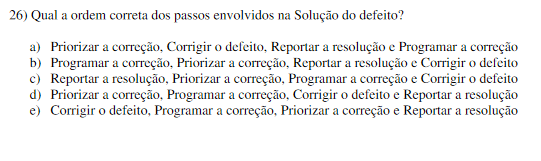 26) Qual a ordem correta dos passos envolvidos na Solução do defeito?
a) Priorizar a correção, Corrigir o defeito, Reportar a resolução e Programar a correção
b) Programar a correção, Priorizar a correção, Reportar a resolução e Corrigir o defeito
c) Reportar a resolução, Priorizar a correção, Programar a correção e Corrigir o defeito
d) Priorizar a correção, Programar a correção, Corrigir o defeito e Reportar a resolução
e) Corrigir o defeito, Programar a correção, Priorizar a correção e Reportar a resolução